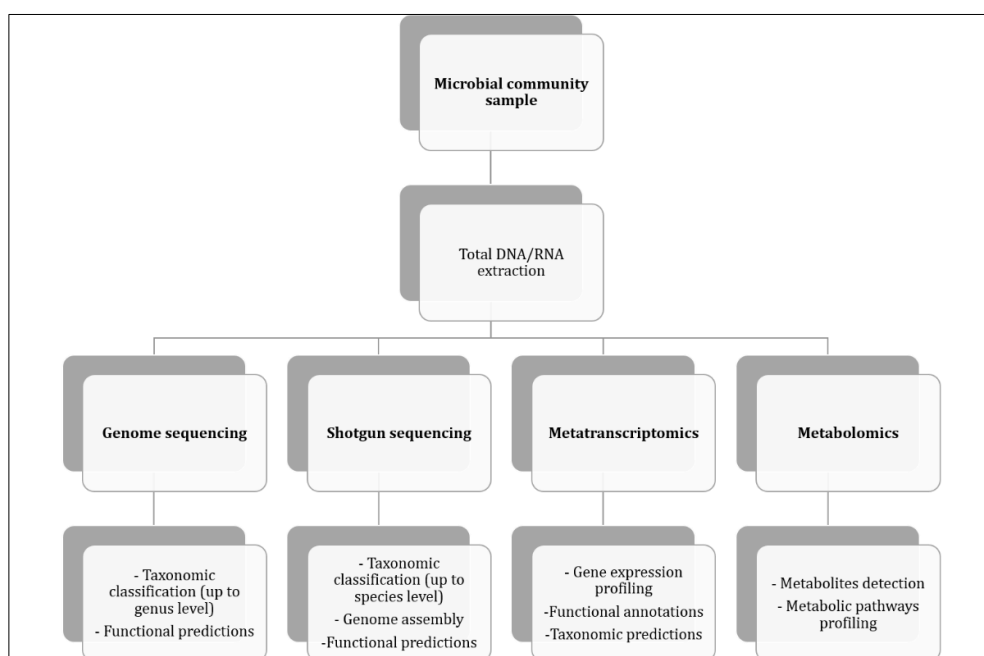 Microbial community
sample
Total DNA/RNA
extraction
Genome sequencing
Shotgun sequencing
Metatranscriptomics
Metabolomics
- Taxonomic
classification (up to
genus level)
- Functional predictions
- Taxonomic
classification (up to
species level)
- Genome assembly
-Functional predictions
- Gene expression
profiling
-Functional annotations
-Taxonomic predictions
- Metabolites detection
- Metabolic pathways
profiling